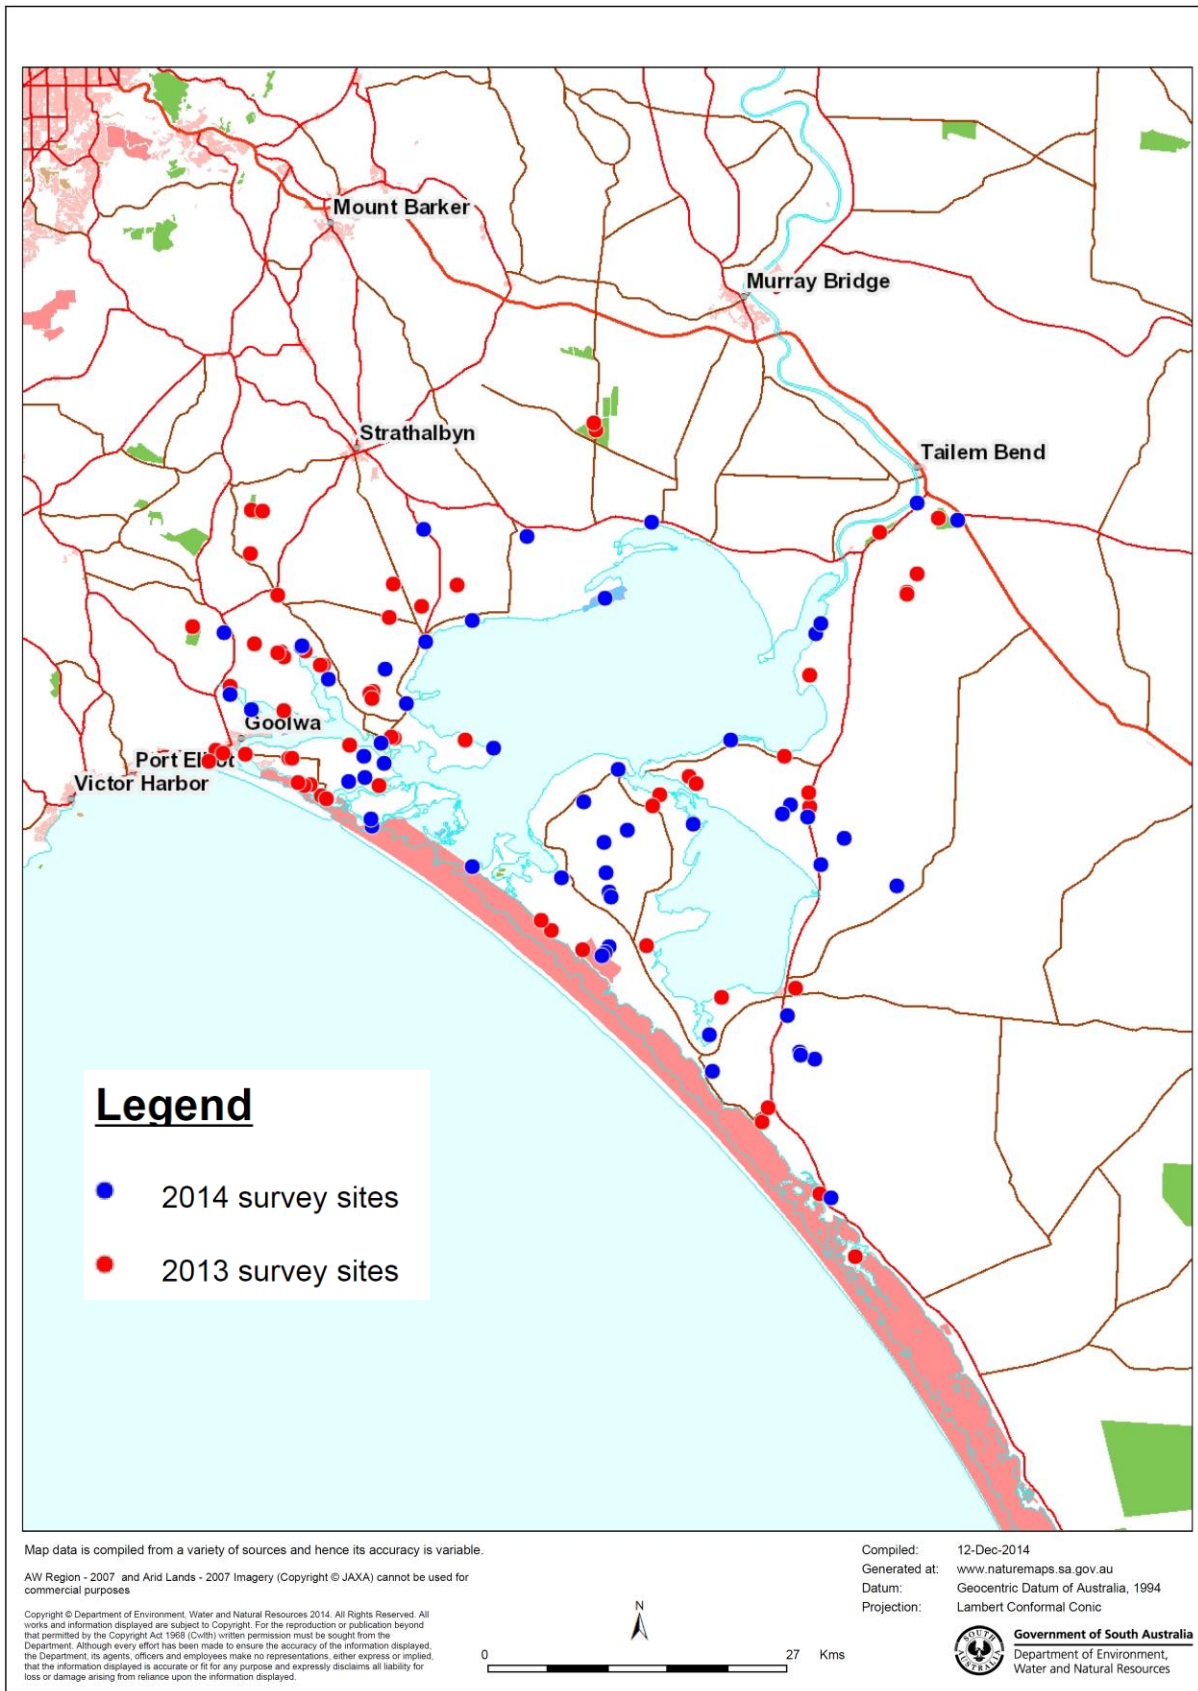 Mount Barker
Murray Bridge
Strathalbyn
Tailem Bend
Goolwa
Port Elliot
Victor Harbor
Legend
2014 survey sites
2013 survey sites
Map data is compiled from a variety of sources and hence its accuracy is variable.
AW Region - 2007 and Arid Lands - 2007 Imagery (Copyright © JAXA) cannot be used for
commercial purposes
Copyright © Department of Environment, Water and Natural Resources 2014. All Rights Reserved. All
works and information displayed are subject to Copyright. For the reproduction or publication beyond
that permitted by the Copyright Act 1968 (Cwlth) written permission must be sought from the
Department. Although every effort has been made to ensure the accuracy of the information displayed,
the Department, its agents, officers and employees make no representations, either express or implied,
that the information displayed is accurate or fit for any purpose and expressly disclaims all liability for
loss or damage arising from reliance upon the information displayed.
N
0 27 Kms
Compiled: 12-Dec-2014
Generated at: www.naturemaps.sa.gov.au
Datum: Geocentric Datum of Australia, 1994
Projection: Lambert Conformal Conic
SOUTH AUSTRALIA
Government of South Australia
Department of Environment,
Water and Natural Resources